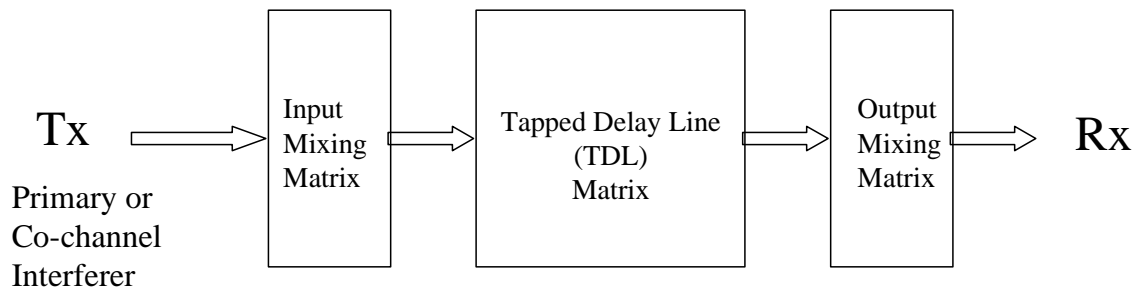 Tx
Primary or
Co-channel
Interferer
Input
Mixing
Matrix
Tapped Delay Line
(TDL)
Matrix
Output
Mixing
Matrix
Rx